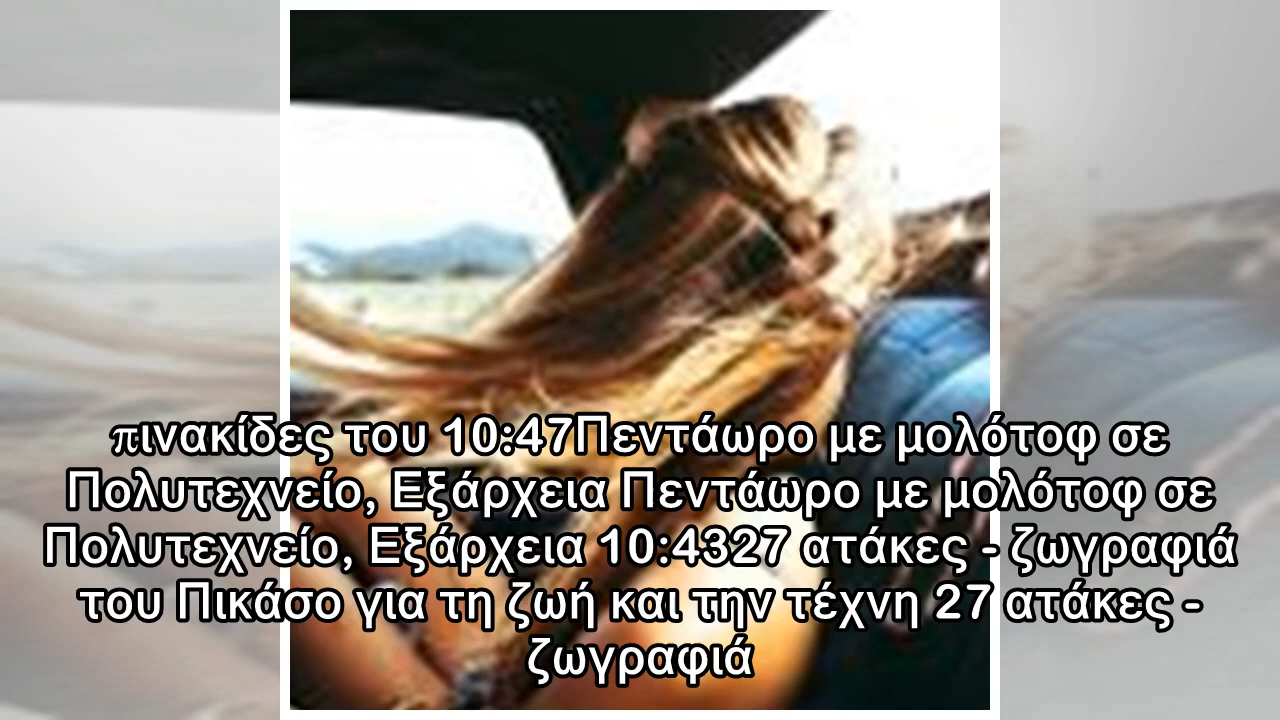 πινακίδες του 10:47Πεντάωρο με μολότοφ σε
Πολυτεχνείο, Εξάρχεια Πεντάωρο με μολότοφ σε
Πολυτεχνείο, Εξάρχεια 10:4327 ατάκες - ζωγραφιά
του Πικάσο για τη ζωή και την τέχνη 27 ατάκες -
ζωγραφιά